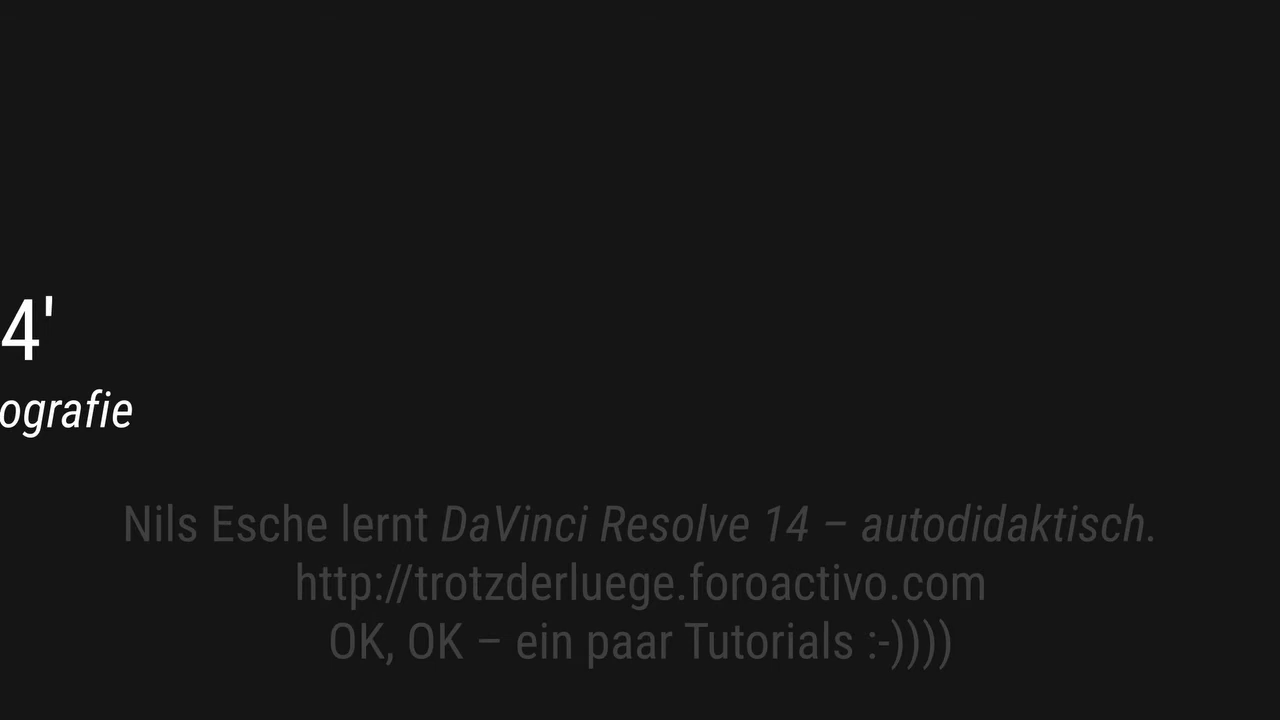 4'
ografie
Nils Esche lernt DaVinci Resolve 14 – autodidaktisch.
http://trotzderluege.foroactivo.com
OK, OK – ein paar Tutorials :-))))